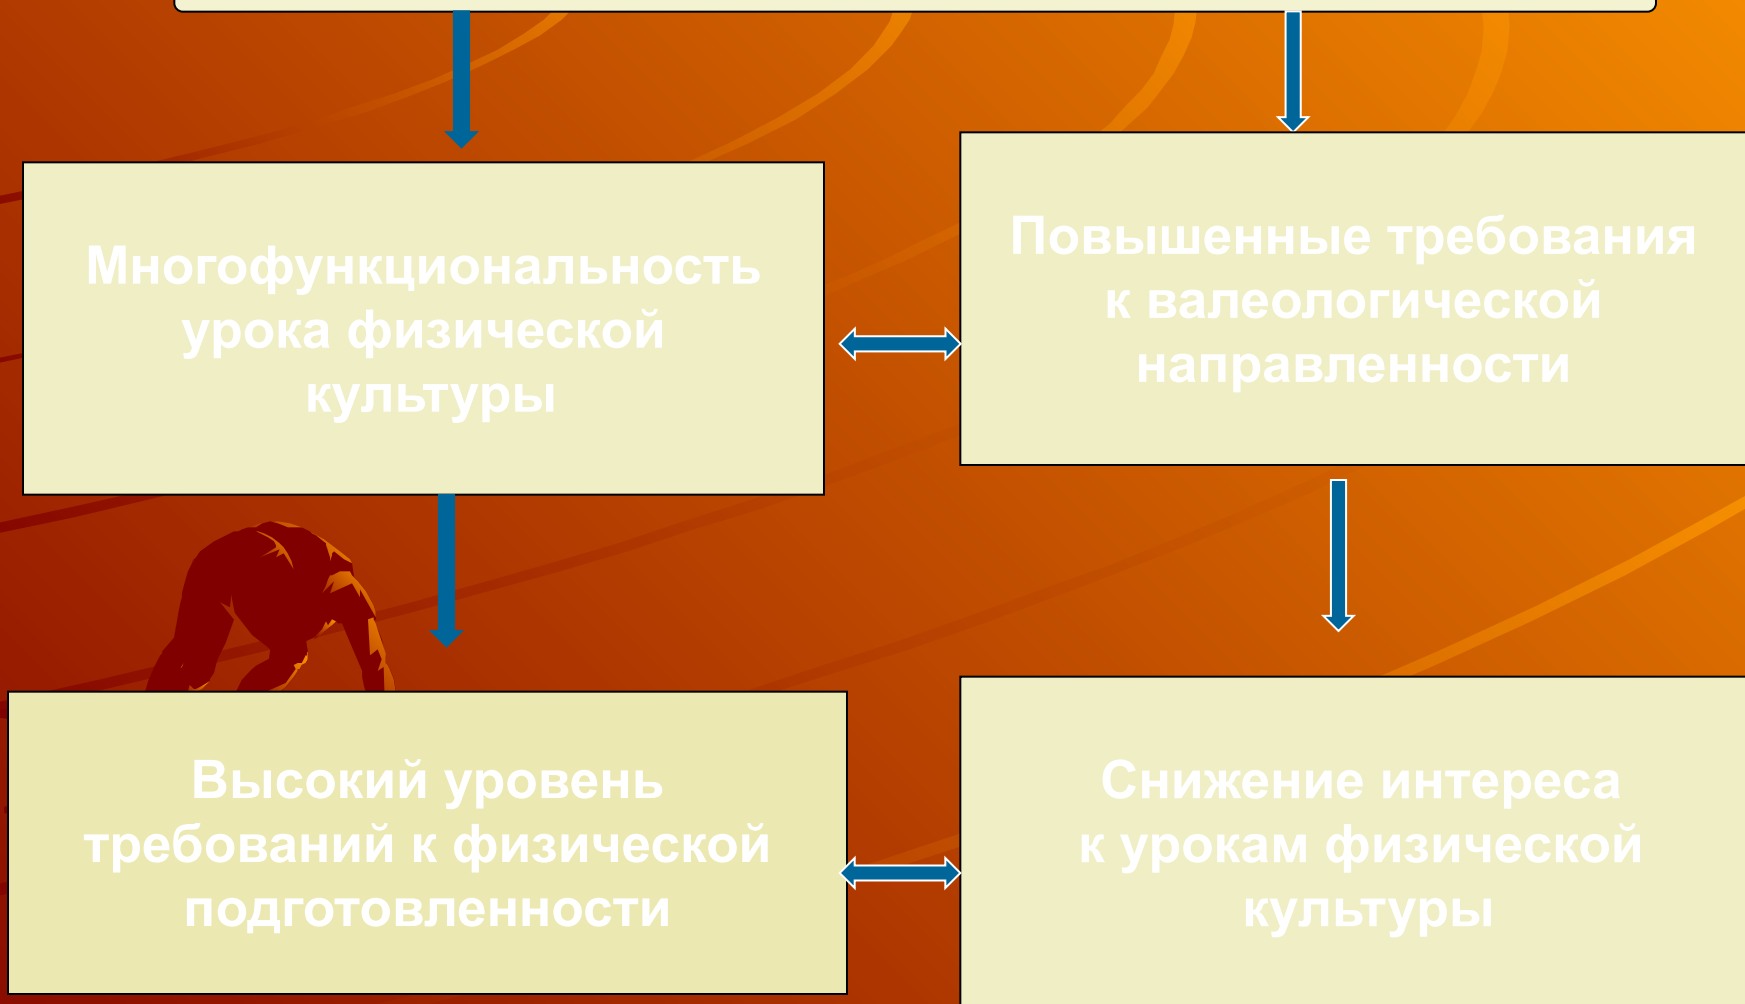 Многофункциональность
урока физической
культуры
Повышенные требования
к валеологической
направленности
Высокий уровень
требований к физической
подготовленности
Снижение интереса
к урокам физической
культуры